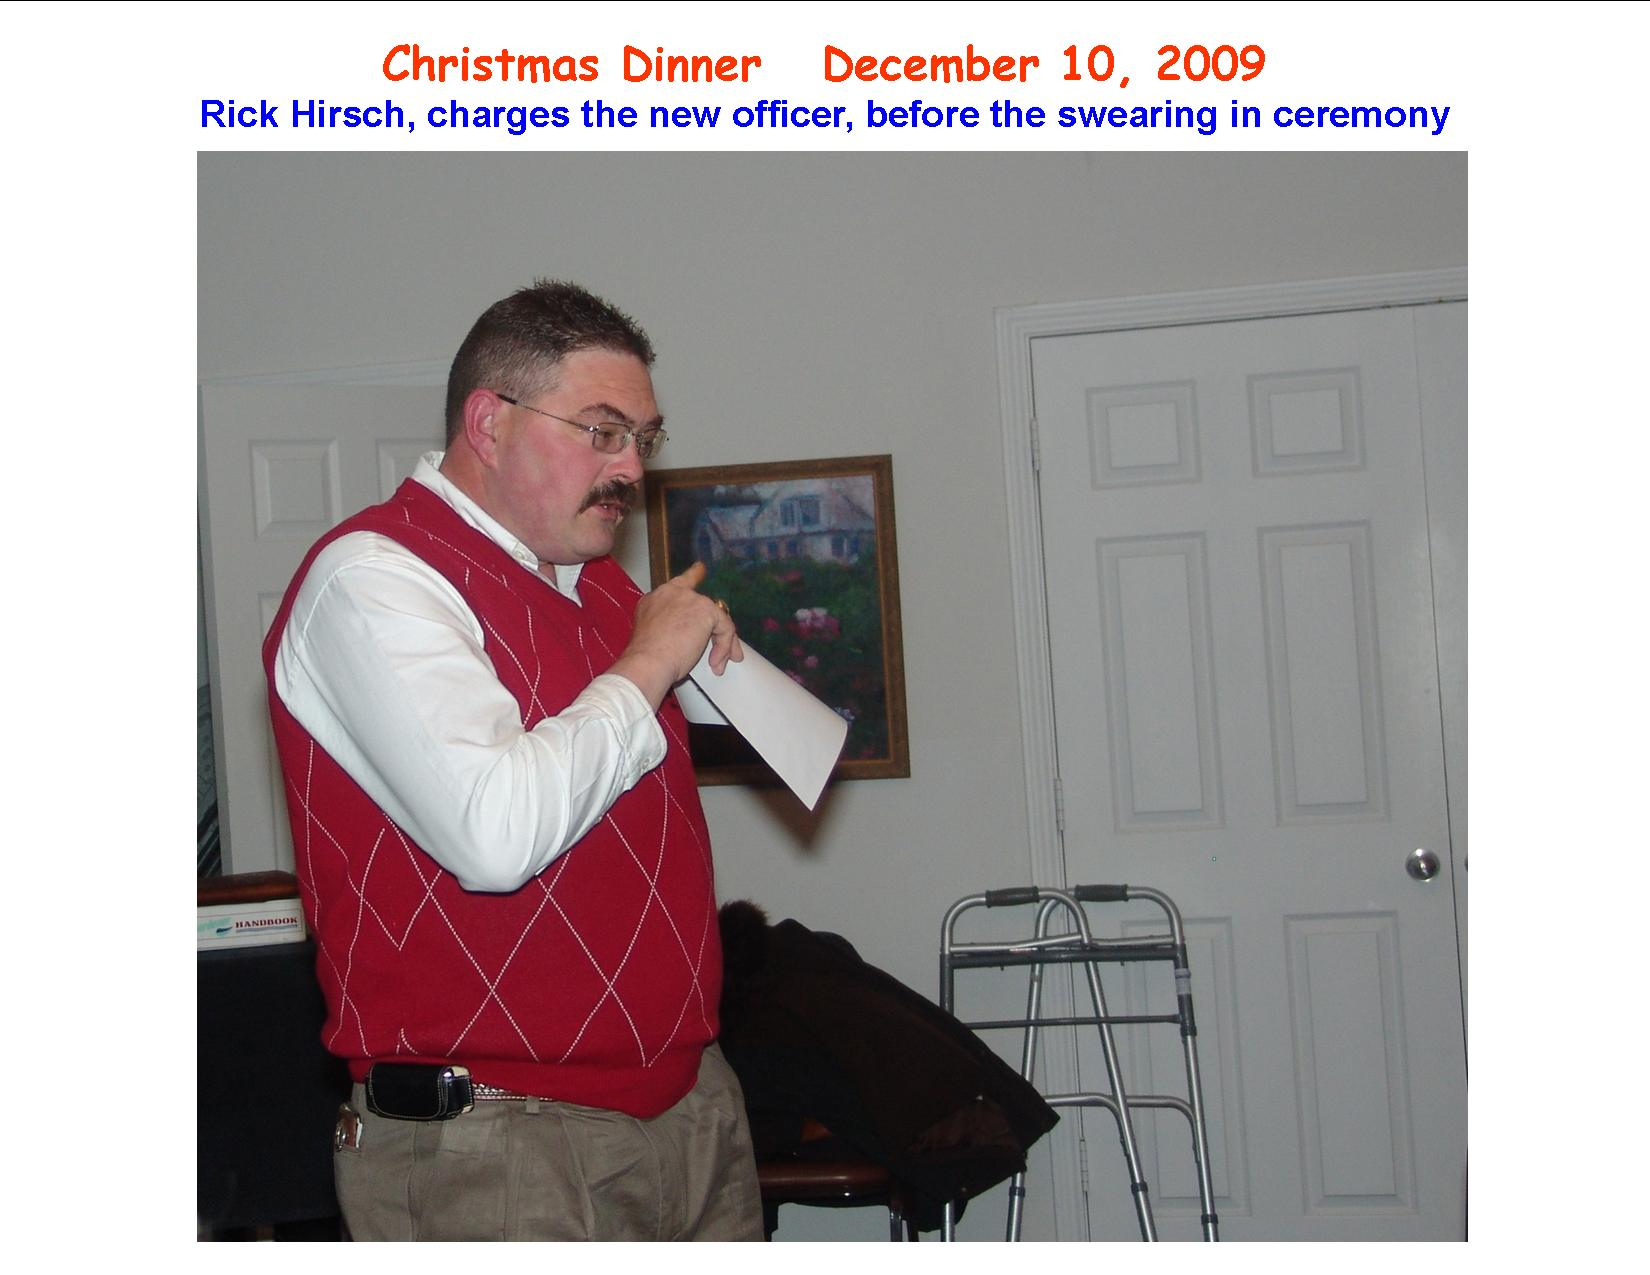 Christmas Dinner December 10, 2009
Rick Hirsch, charges the new officer, before the swearing in ceremony
HANDBOOK